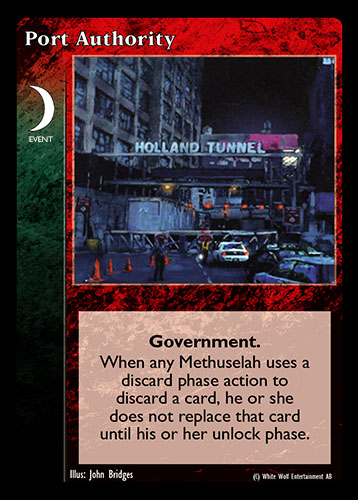 Port Authority
EVENT
HOLLAND TUNNEL
Government.
When any Methuselah uses a
discard phase action to
discard a card, he or she
does not replace that card
until his or her unlock phase.
Illus: John Bridges
(C) White Wolf Entertainment AB